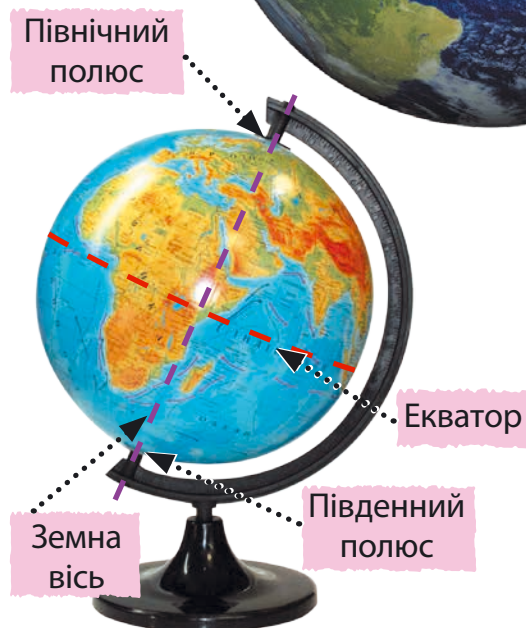 Північний
полюс
Екватор
Південний
полюс
Земна
вісь